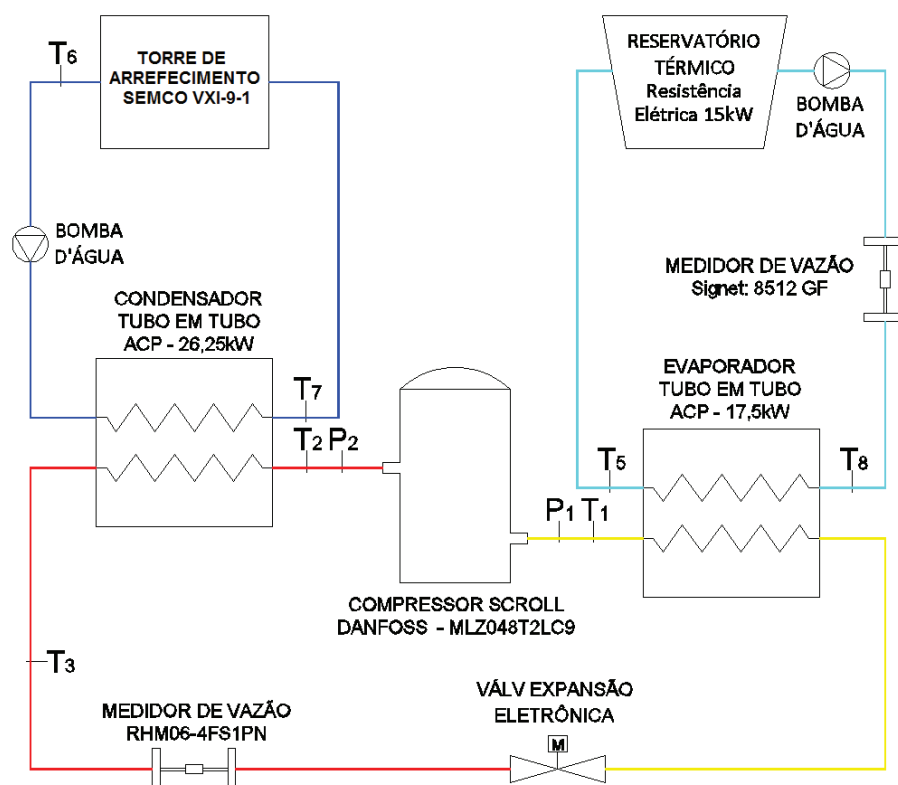 T6
TORRE DE
ARREFECIMENTO
SEMCO VXI-9-1
RESERVATÓRIO
TÉRMICO
Resistência
Elétrica 15kW
BOMBA
D'ÁGUA
BOMBA
D'ÁGUA
MEDIDOR DE VAZÃO
Signet: 8512 GF
CONDENSADOR
TUBO EM TUBO
ACP - 26,25kW
EVAPORADOR
TUBO EM TUBO
ACP - 17,5kW
T7
T2 P2
T5
T8
P1 T1
COMPRESSOR SCROLL
DANFOSS - MLZ048T2LC9
T3
MEDIDOR DE VAZÃO
RHM06-4FS1PN
VÁLV EXPANSÃO
ELETRÔNICA
M